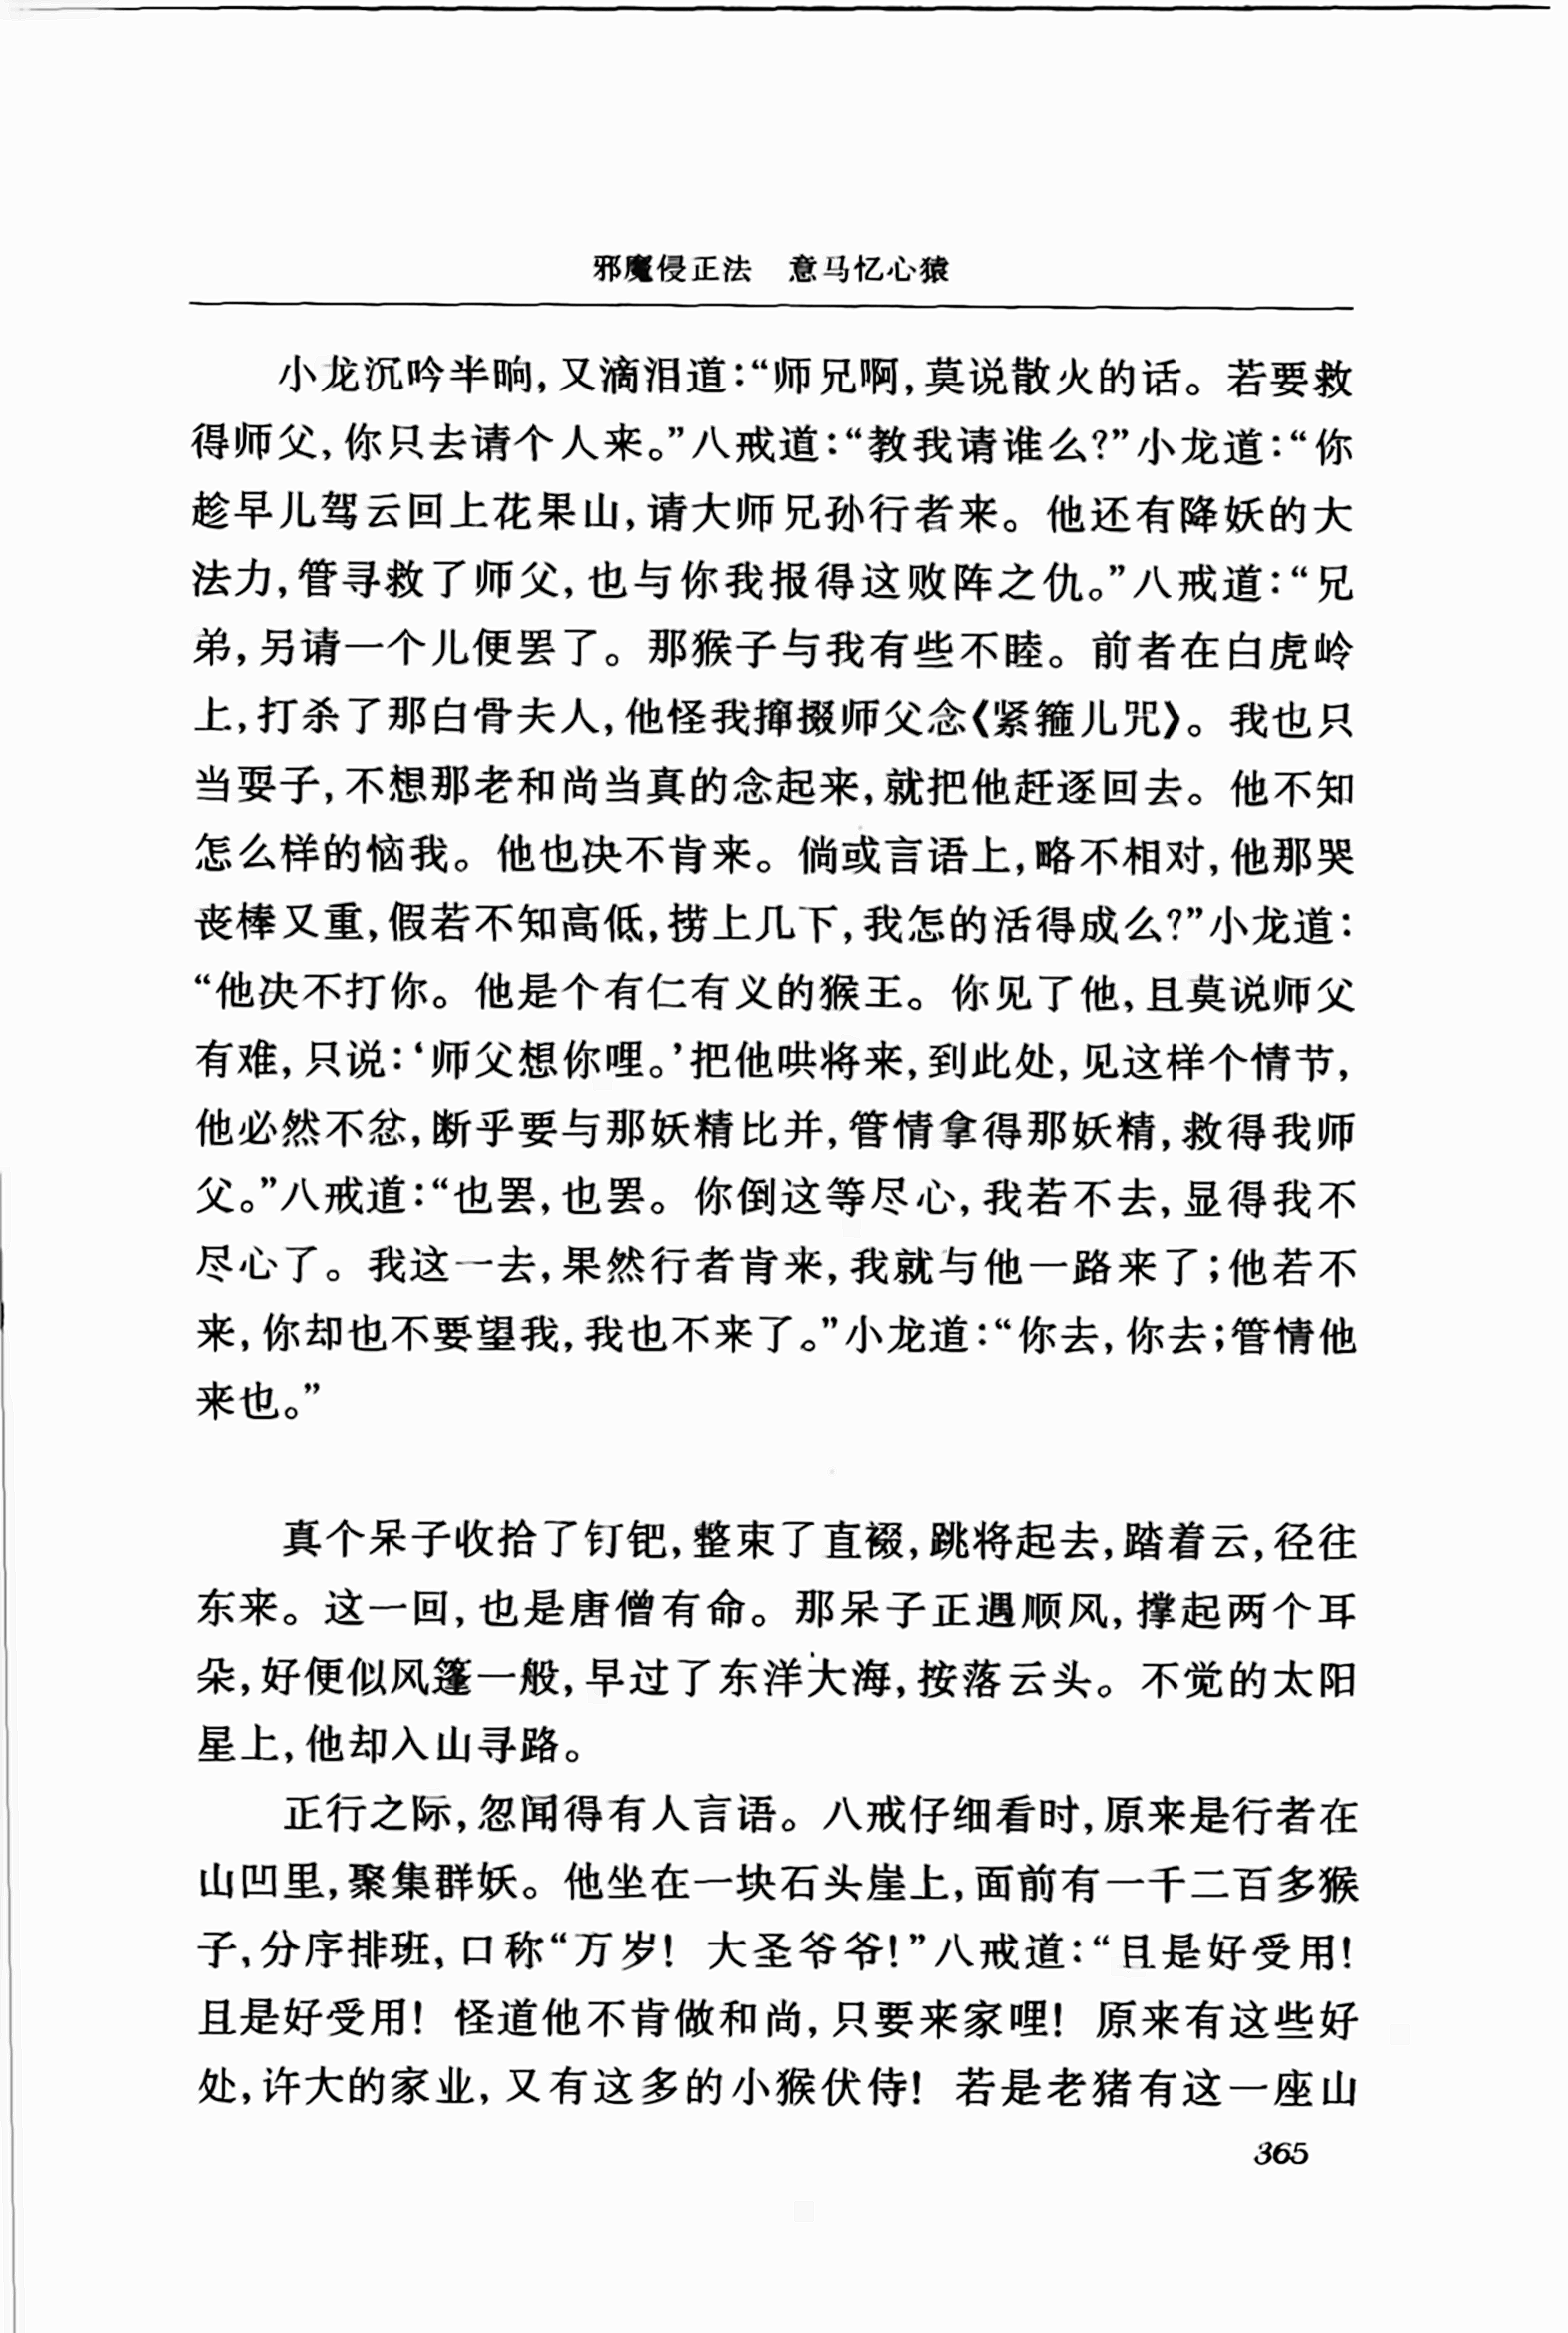 邪魔侵正法　意马忆心猿
小龙沉吟半晌,又滴泪道:“师兄啊,莫说散火的话。若要救
得师父,你只去请个人来。”八戒道:“教我请谁么?”小龙道:“你
趁早儿驾云回上花果山,请大师兄孙行者来。他还有降妖的大
法力,管寻救了师父,也与你我报得这败阵之仇。”八戒道:“兄
弟,另请一个儿便罢了。那猴子与我有些不睦。前者在白虎岭
上,打杀了那白骨夫人,他怪我撺掇师父念《紧箍儿咒》。我也只
当耍子,不想那老和尚当真的念起来,就把他赶逐回去。他不知
怎么样的恼我。他也决不肯来。倘或言语上,略不相对,他那哭
丧棒又重,假若不知高低,捞上几下,我怎的活得成么?”小龙道:
“他决不打你。他是个有仁有义的猴王。你见了他,且莫说师父
有难,只说:‘师父想你哩。’把他哄将来,到此处,见这样个情节,
他必然不忿,断乎要与那妖精比并,管情拿得那妖精,救得我师
父。”八戒道:“也罢,也罢。你倒这等尽心,我若不去,显得我不
尽心了。我这一去,果然行者肯来,我就与他一路来了;他若不
来,你却也不要望我,我也不来了。”小龙道:“你去,你去;管情他
来也。”
真个呆子收拾了钉钯,整束了直裰,跳将起去,踏着云,径往
东来。这一回,也是唐僧有命。那呆子正遇顺风,撑起两个耳
朵,好便似风篷一般,早过了东洋大海,按落云头。不觉的太阳
星上,他却入山寻路。
正行之际,忽闻得有人言语。八戒仔细看时,原来是行者在
山凹里,聚集群妖。他坐在一块石头崖上,面前有一千二百多猴
子,分序排班,口称“万岁! 大圣爷爷!”八戒道:“且是好受用!
且是好受用! 怪道他不肯做和尚,只要来家哩! 原来有这些好
处,许大的家业,又有这多的小猴伏侍! 若是老猪有这一座山
365